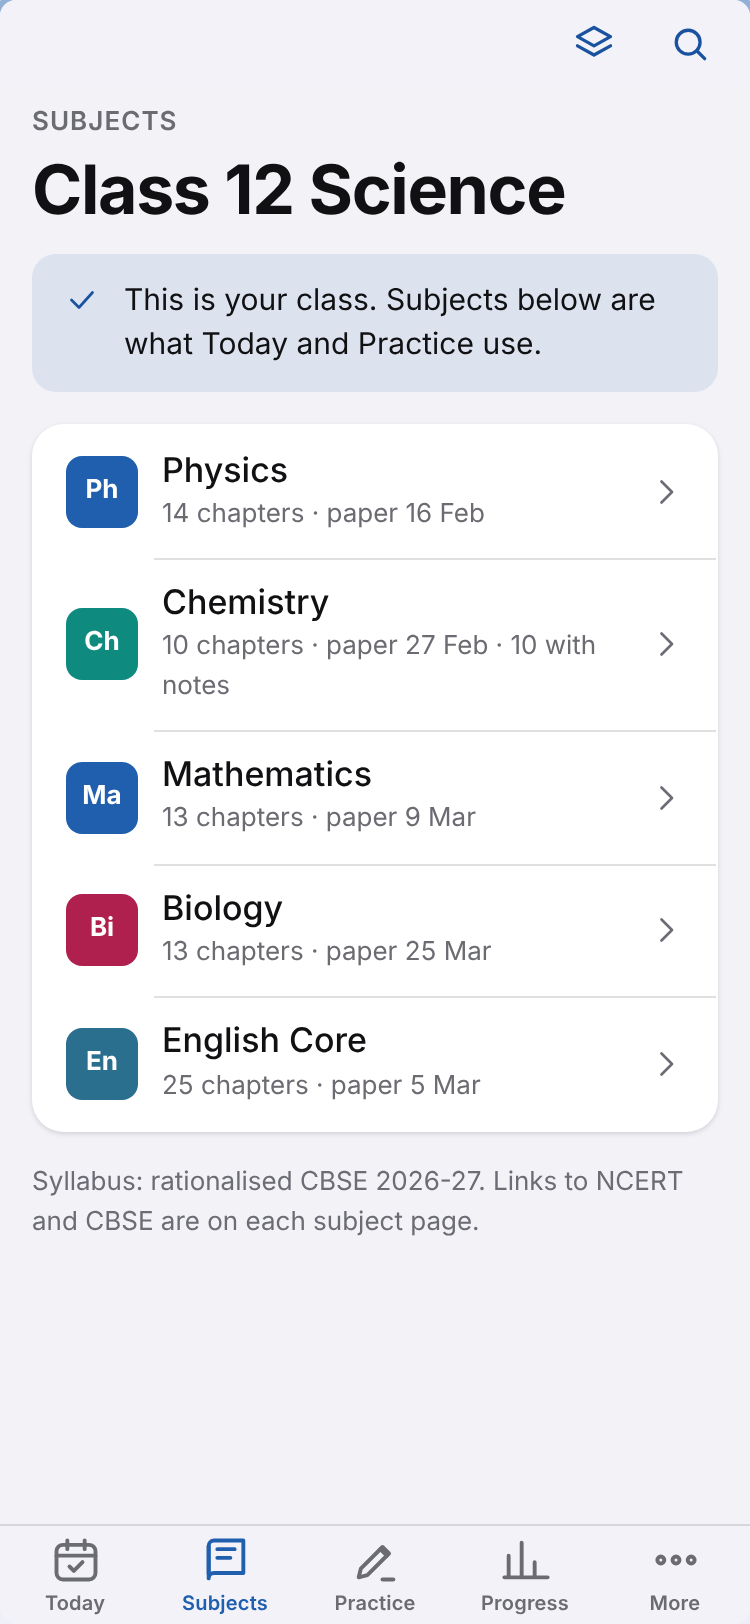 SUBJECTS
Class 12 Science
This is your class. Subjects below are
what Today and Practice use.
Ph
Physics
14 chapters · paper 16 Feb
Ch
Chemistry
10 chapters · paper 27 Feb · 10 with
notes
Ma
Mathematics
13 chapters · paper 9 Mar
Bi
Biology
13 chapters · paper 25 Mar
En
English Core
25 chapters · paper 5 Mar
Syllabus: rationalised CBSE 2026-27. Links to NCERT
and CBSE are on each subject page.
Today
Subjects
Practice
Progress
More